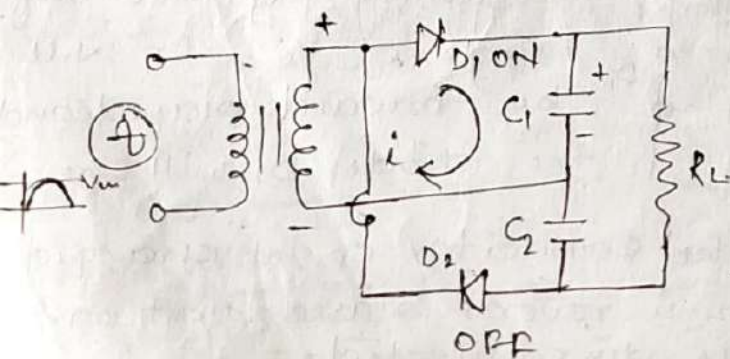 +
D₁ ON
+
C₁
-
i
Vm
RL
-
C₂
D₂
OFF